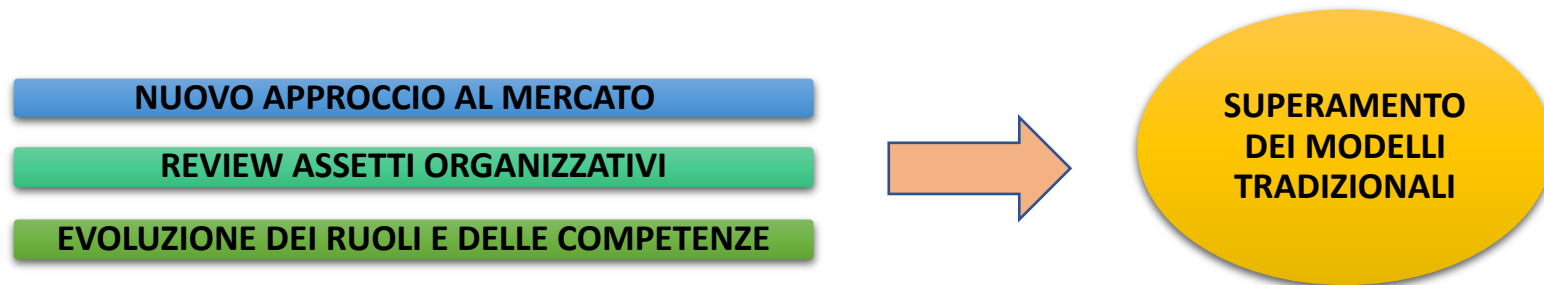 NUOVO APPROCCIO AL MERCATO
REVIEW ASSETTI ORGANIZZATIVI
EVOLUZIONE DEI RUOLI E DELLE COMPETENZE
SUPERAMENTO
DEI MODELLI
TRADIZIONALI